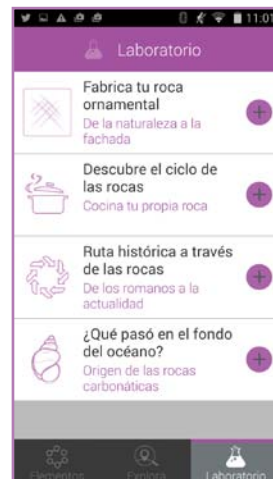 11:01
Laboratorio
Fabrica tu roca
ornamental
De la naturaleza a la
fachada
Descubre el ciclo de
las rocas
Cocina tu propia roca
Ruta histórica a través
de las rocas
De los romanos a la
actualidad
¿Qué pasó en el fondo
del océano?
Origen de las rocas
carbonáticas
Elementos Explora Laboratorio